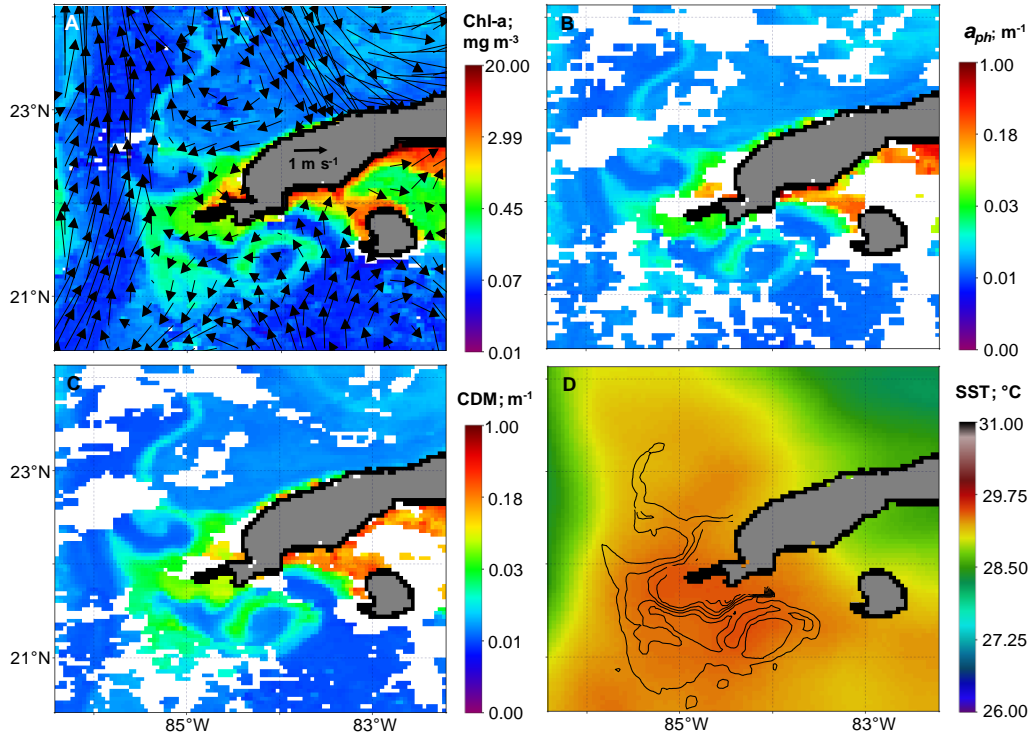 A
Chl-a;
mg m-3
20.00
2.99
0.45
0.07
0.01
23°N
21°N
1 m s-1
B
aph; m-1
1.00
0.18
0.03
0.01
0.00
C
CDM; m-1
1.00
0.18
0.03
0.01
0.00
23°N
21°N
85°W
83°W
D
SST; °C
31.00
29.75
28.50
27.25
26.00
85°W
83°W